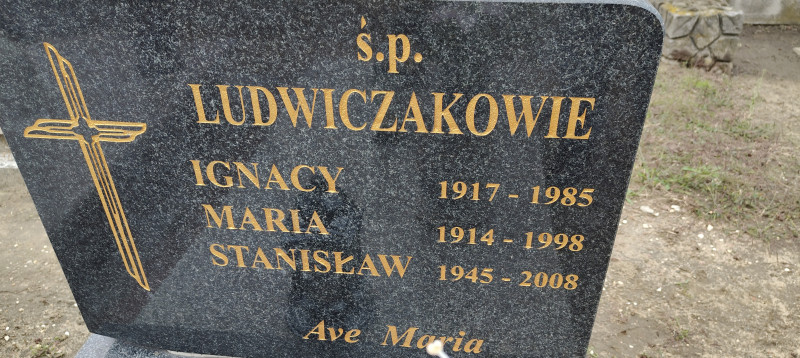 ś.p.
LUDWICZAKOWIE
IGNACY 1917 - 1985
MARIA 1914 - 1998
STANISŁAW 1945 - 2008
Ave Maria